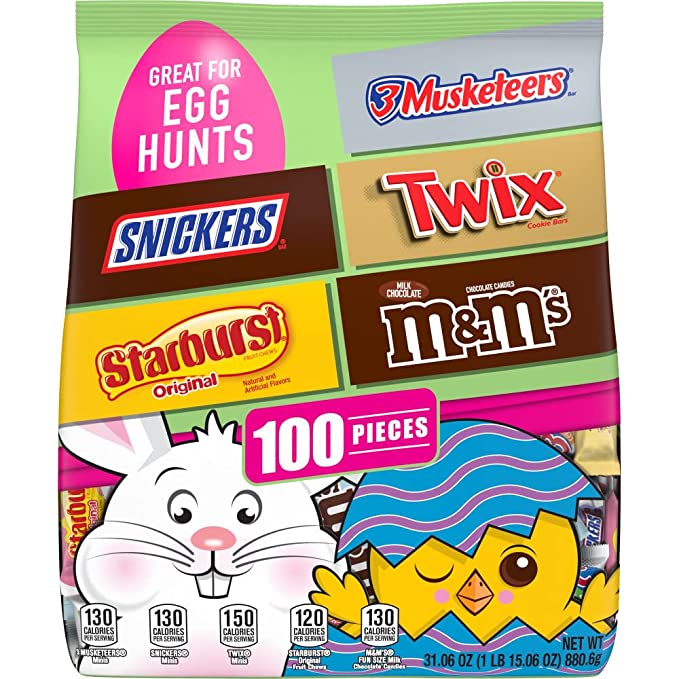 GREAT FOR
EGG
HUNTS
3 Musketeers®
Bar
SNICKERS®
BAR
TWIX®
Cookie Bars
Starburst®
FRUIT CHEWS
Original
Natural and
Artificial Flavors
MILK
CHOCOLATE
CHOCOLATE CANDIES
m&m's®
100 PIECES
Starburst
Original
130
CALORIES
PER SERVING
3 MUSKETEERS®
Minis
130
CALORIES
PER SERVING
SNICKERS®
Minis
150
CALORIES
PER SERVING
TWIX®
Minis
120
CALORIES
PER SERVING
STARBURST®
Original
Fruit Chews
130
CALORIES
PER SERVING
M&M'S®
FUN SIZE Milk
Chocolate Candies
NET WT
31.06 OZ (1 LB 15.06 OZ) 880.6g